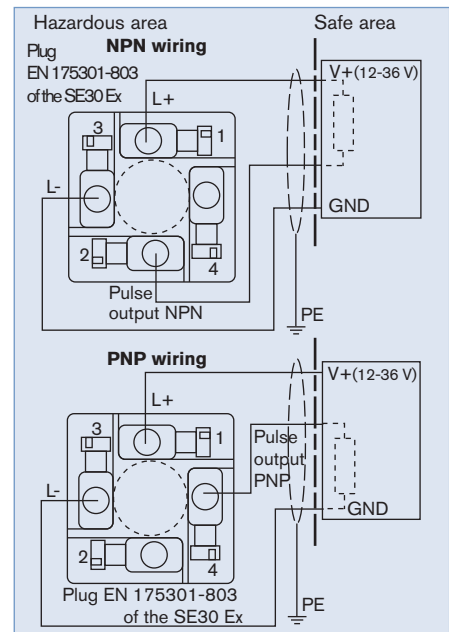 Hazardous area
Safe area
NPN wiring
Plug
EN 175301-803
of the SE30 Ex
L+
V+(12-36 V)
3
1
L-
GND
2
4
Pulse
output NPN
PE
PNP wiring
V+(12-36 V)
L+
3
1
Pulse
output
PNP
L-
GND
2
4
Plug EN 175301-803
of the SE30 Ex
PE